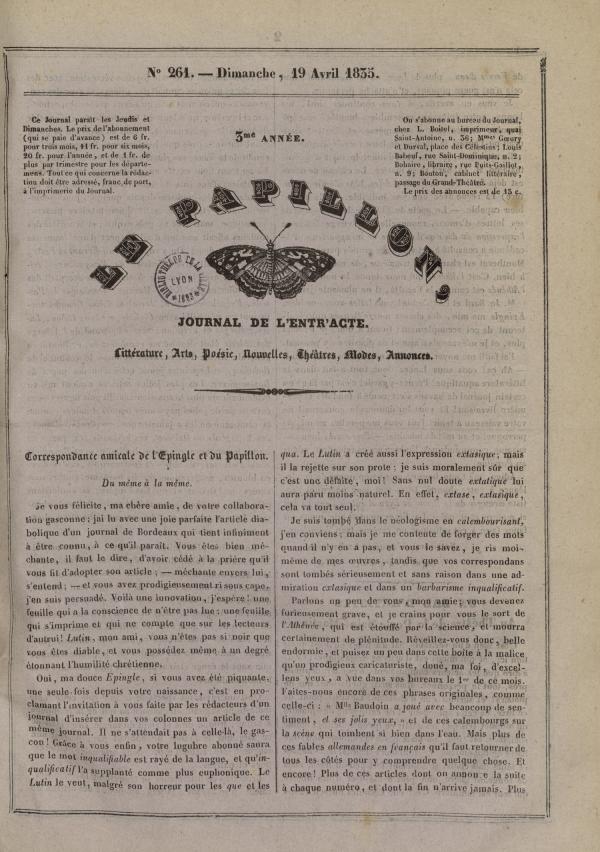 N° 261. — Dimanche, 19 Avril 1835.
Ce Journal paraît les Jeudis et
Dimanches. Le prix de l'abonnement
(qui se paie d'avance) est de 6 fr.
pour trois mois, 11 fr. pour six mois,
20 fr. pour l'année, et de 1 fr. de
plus par trimestre pour les départe-
mens. Tout ce qui concerne la rédac-
tion doit être adressé, franc de port,
à l'imprimerie du Journal.
3me ANNÉE.
On s'abonne au bureau du Journal,
chez L. Boitel, imprimeur, quai
Saint-Antoine, n. 36; Mmes Gœury
et Durval, place des Célestins; Louis
Babeuf, rue Saint-Dominique, n. 2;
Bohaire, libraire, rue Puits-Gaillot,
n. 9; Bouton, cabinet littéraire,
passage du Grand-Théâtre.
Le prix des annonces est de 15 c.
LE PAPILLON,
BIBLIOTHÈQUE DE LA VILLE
LYON
1892
JOURNAL DE L'ENTR'ACTE.
Littérature, Arts, Poésie, Nouvelles, Théâtres, Modes, Annonces.
Correspondance amicale de l'Epingle et du Papillon.
Du même à la même.
Je vous félicite, ma chère amie, de votre collabora-
tion gasconne; jai lu avec une joie parfaite l'article dia-
bolique d'un journal de Bordeaux qui tient infiniment
à être connu, à ce qu'il paraît. Vous êtes bien mé-
chante, il faut le dire, d'avoir cédé à la prière qu'il
vous fit d'adopter son article; — méchante envers lui,
s'entend; — et vous avez prodigieusement ri sous cape,
j'en suis persuadé. Voilà une innovation, j'espère! une
feuille qui a la conscience de n'être pas lue; une feuille
qui s'imprime et qui ne compte que sur les lecteurs
d'autrui! Lutin, mon ami, vous n'êtes pas si noir que
vous êtes diable, et vous possédez même à un degré
étonnant l'humilité chrétienne.
Oui, ma douce Epingle, si vous avez été piquante
une seule fois depuis votre naissance, c'est en pro-
clamant l'invitation à vous faite par les rédacteurs d'un
journal d'insérer dans vos colonnes un article de ce
même journal. Il ne s'attendait pas à celle-là, le gas-
con! Grâce à vous enfin, votre lugubre abonné saura
que le mot inqualifiable est rayé de la langue, et qu'in-
qualificatif l'a supplanté comme plus euphonique. Le
Lutin le veut, malgré son horreur pour les que et les
qua. Le Lutin a créé aussi l'expression extasique; mais
il la rejette sur son prote: je suis moralement sûr que
c'est une défaite, moi! Sans nul doute extatique lui
aura paru moins naturel. En effet, extase, extasique,
cela va tout seul.
Je suis tombé dans le néologisme en calembourisant,
j'en conviens; mais je me contente de forger des mots
quand il n'y en a pas, et vous le savez, je ris moi-
même de mes œuvres, tandis que vos correspondans
sont tombés sérieusement et sans raison dans une ad-
miration extasique et dans un barbarisme inqualificatif.
Parlons un peu de vous, mon amie; vous devenez
furieusement grave, et je crains pour vous le sort de
l'Athénée, qui est étouffé par la science, et mourra
certainement de plénitude. Réveillez-vous donc, belle
endormie, et puisez un peu dans cette boîte à la malice
qu'un prodigieux caricaturiste, doué, ma foi, d'excel-
lens yeux, a vue dans vos bureaux le 1er de ce mois.
Faites-nous encore de ces phrases originales, comme
celle-ci: « Mlle Baudoin a joué avec beaucoup de sen-
timent, et ses jolis yeux, » et de ces calembourgs sur
la scène qui tombent si bien dans l'eau. Mais plus de
ces fables allemandes en français qu'il faut retourner de
tous les côtés pour y comprendre quelque chose. Et
encore! Plus de ces articles dont on annonce la suite
à chaque numéro, et dont la fin n'arrive jamais. Plus